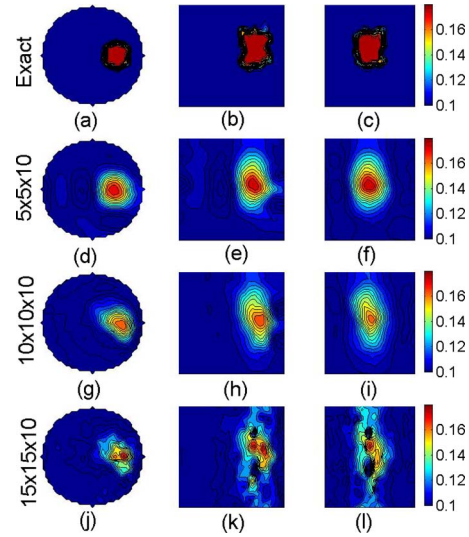 Exact
(a)
(b)
(c)
0.16
0.14
0.12
0.1
5x5x10
(d)
(e)
(f)
0.16
0.14
0.12
0.1
10x10x10
(g)
(h)
(i)
0.16
0.14
0.12
0.1
15x15x10
(j)
(k)
(l)
0.16
0.14
0.12
0.1